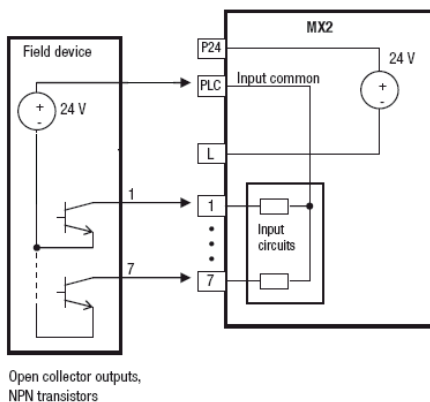 MX2
Field device
P24
24 V
PLC
Input common
+
-
24 V
+
-
L
1
1
Input
circuits
7
7
Open collector outputs,
NPN transistors